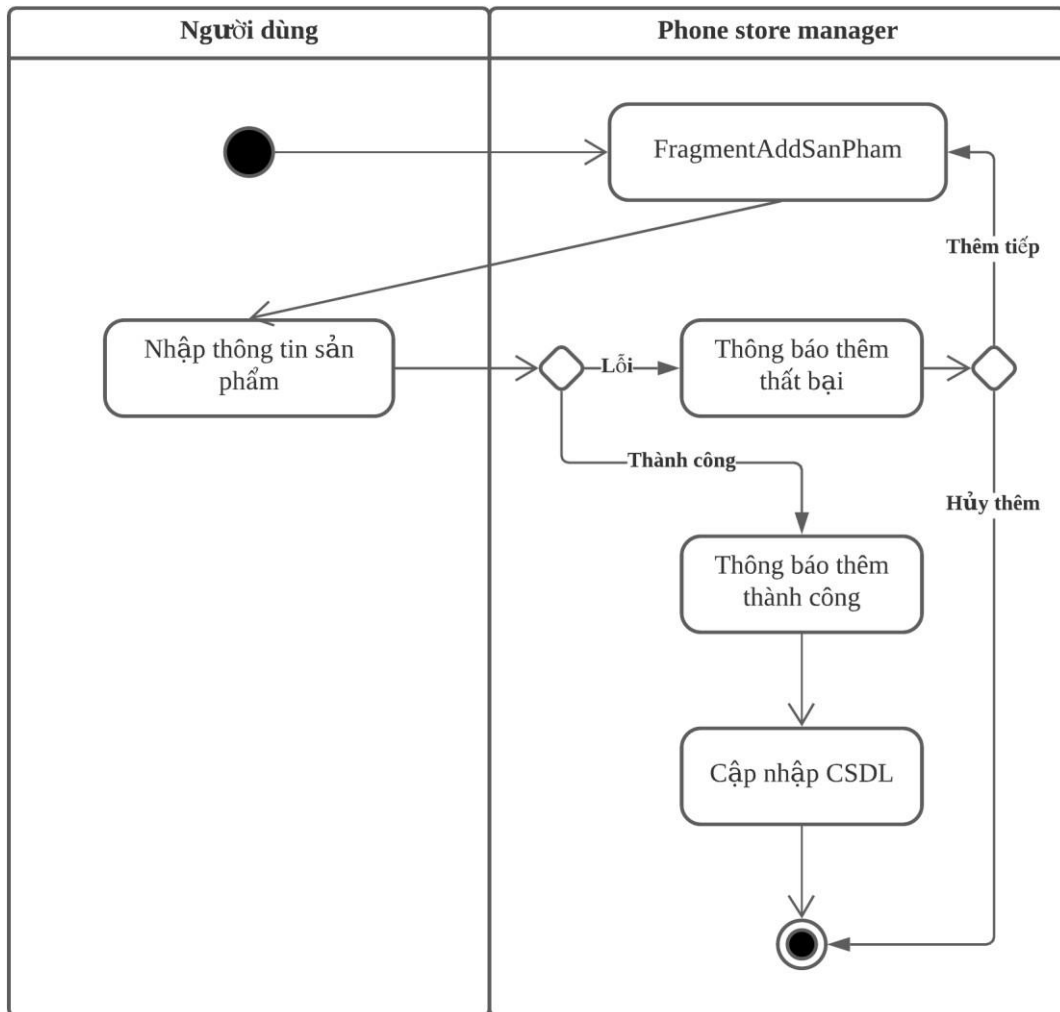 Người dùng
Phone store manager
FragmentAddSanPham
Thêm tiếp
Nhập thông tin sản
phẩm
Lỗi
Thông báo thêm
thất bại
Thành công
Hủy thêm
Thông báo thêm
thành công
Cập nhập CSDL